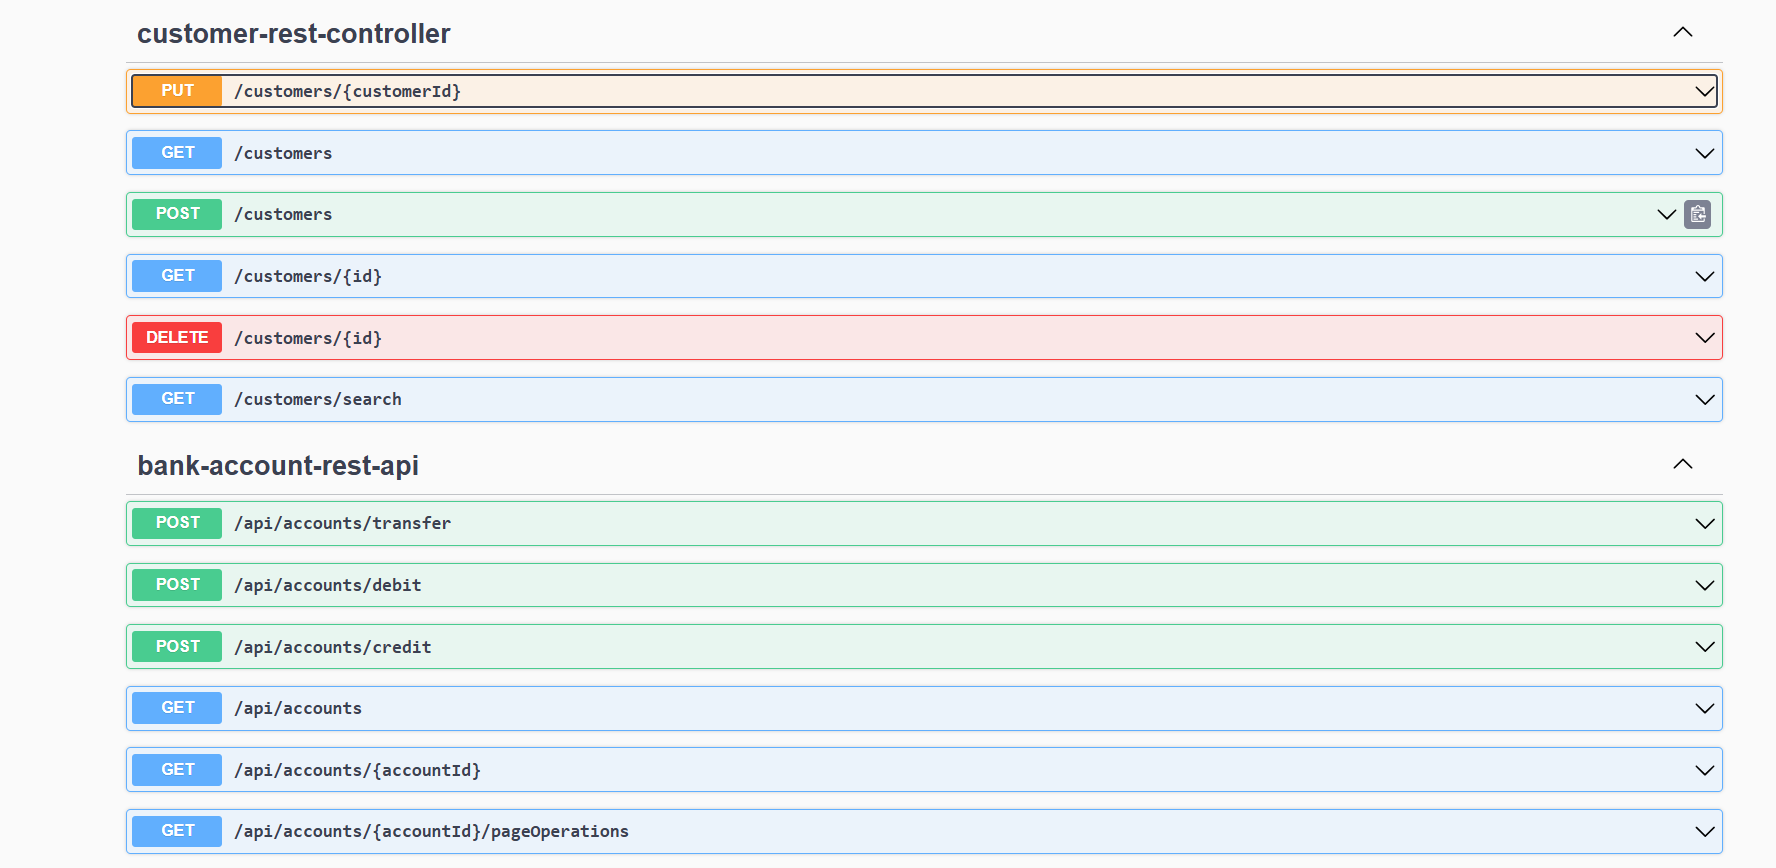 customer-rest-controller
PUT /customers/{customerId}
GET /customers
POST /customers
GET /customers/{id}
DELETE /customers/{id}
GET /customers/search
bank-account-rest-api
POST /api/accounts/transfer
POST /api/accounts/debit
POST /api/accounts/credit
GET /api/accounts
GET /api/accounts/{accountId}
GET /api/accounts/{accountId}/pageOperations